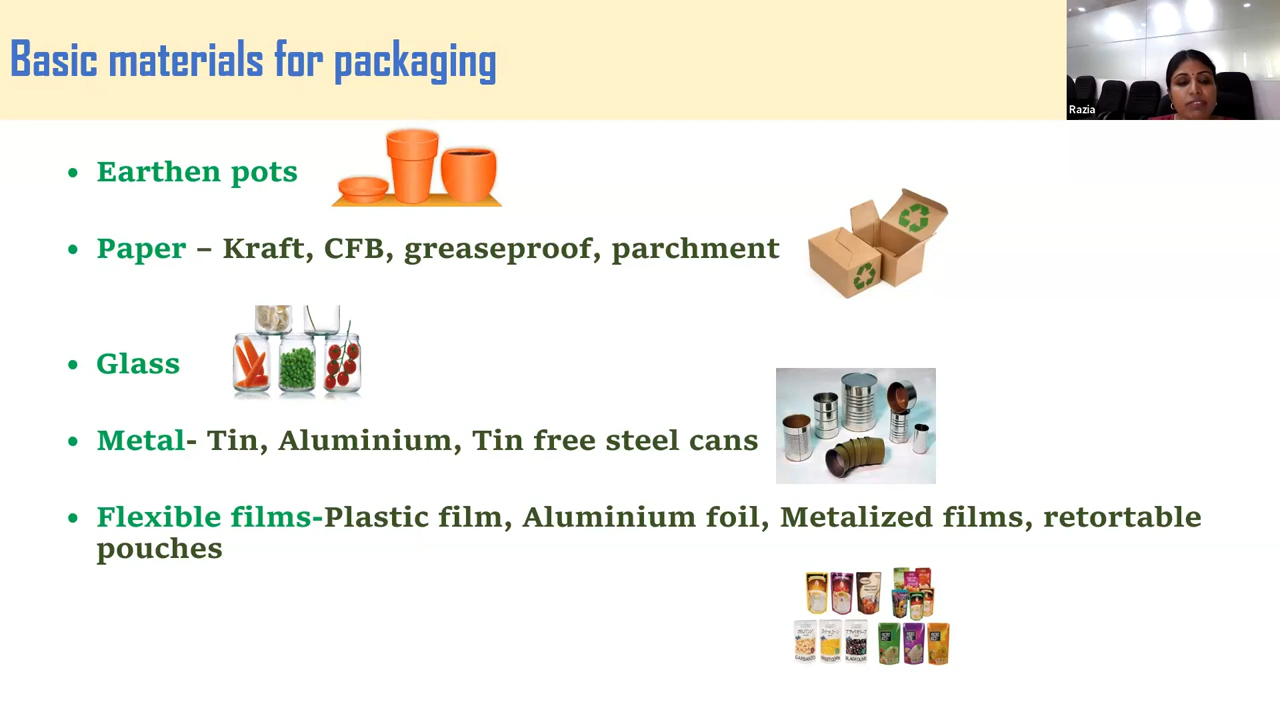 Basic materials for packaging
Razia
• Earthen pots
• Paper – Kraft, CFB, greaseproof, parchment
• Glass
• Metal- Tin, Aluminium, Tin free steel cans
• Flexible films-Plastic film, Aluminium foil, Metalized films, retortable
pouches